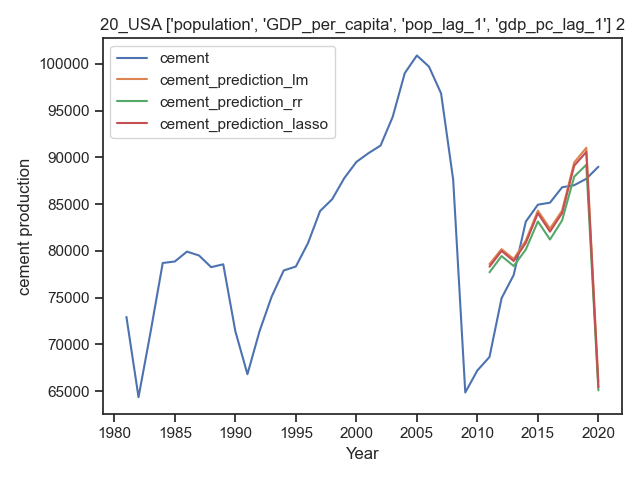 20_USA ['population', 'GDP_per_capita', 'pop_lag_1', 'gdp_pc_lag_1'] 2
cement
cement_prediction_lm
cement_prediction_rr
cement_prediction_lasso
cement production
100000
95000
90000
85000
80000
75000
70000
65000
1980 1985 1990 1995 2000 2005 2010 2015 2020
Year